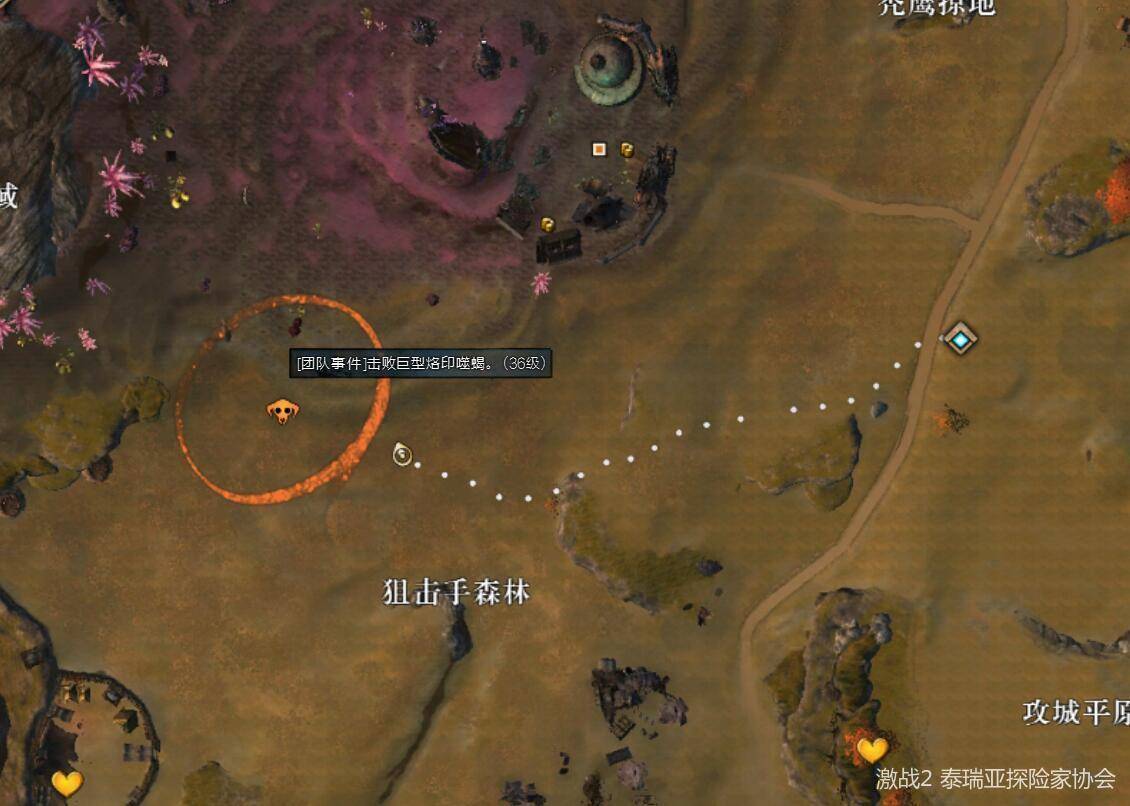 秃鹰掠地
域
[团队事件]击败巨型烙印噬蝎。（36级）
狙击手森林
攻城平原
激战2 泰瑞亚探险家协会